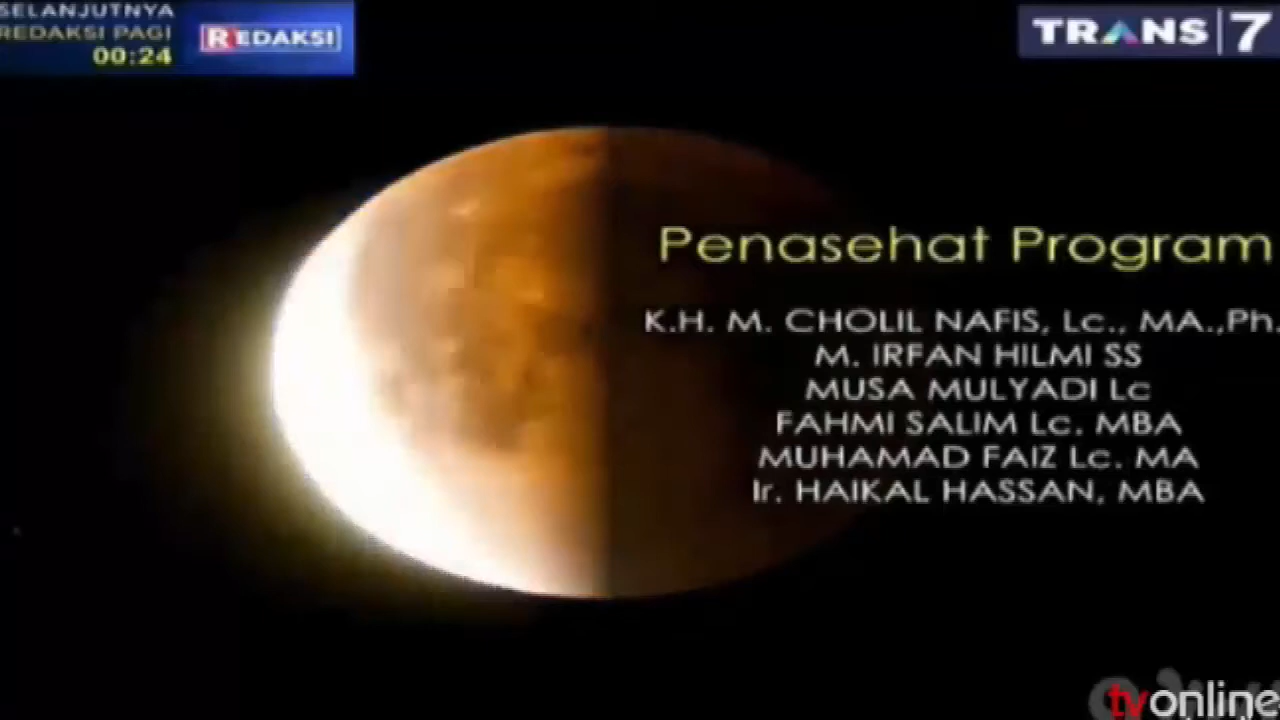 SELANJUTNYA
REDAKSI PAGI
00:24
REDAKSI
TRANS|7
Penasehat Program
K.H. M. CHOLIL NAFIS, Lc., MA.,Ph.
M. IRFAN HILMI SS
MUSA MULYADI Lc
FAHMI SALIM Lc. MBA
MUHAMAD FAIZ Lc. MA
Ir. HAIKAL HASSAN, MBA
tvonline